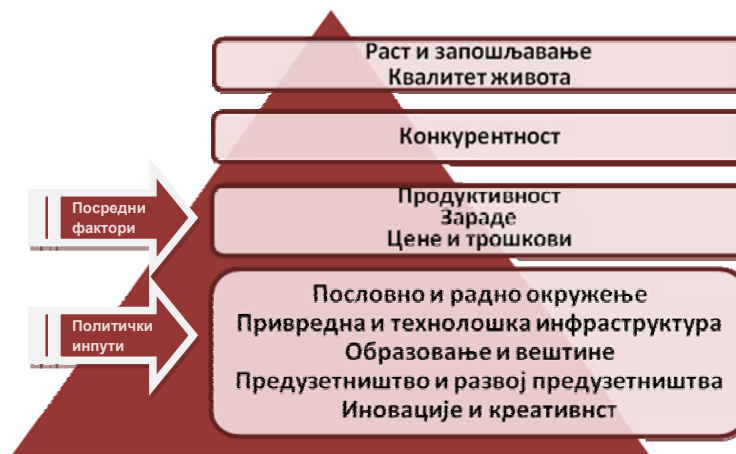 Раст и запошљавање
Квалитет живота
Конкурентност
Посредни
фактори
Продуктивност
Зараде
Цене и трошкови
Политички
инпути
Пословно и радно окружење
Привредна и технолошка инфраструктура
Образовање и вештине
Предузетништво и развој предузетништва
Иновације и креативнст